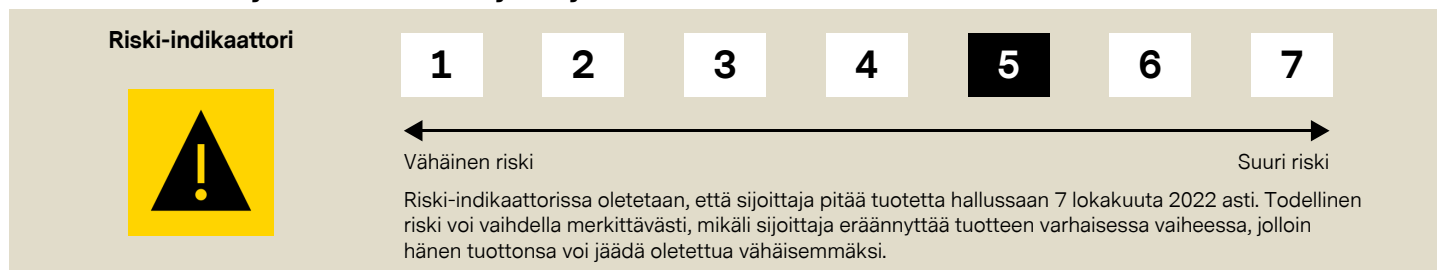 Riski-indikaattori
1 2 3 4 5 6 7
Vähäinen riski Suuri riski
Riski-indikaattorissa oletetaan, että sijoittaja pitää tuotetta hallussaan 7 lokakuuta 2022 asti. Todellinen
riski voi vaihdella merkittävästi, mikäli sijoittaja eräännyttää tuotteen varhaisessa vaiheessa, jolloin
hänen tuottonsa voi jäädä oletettua vähäisemmäksi.